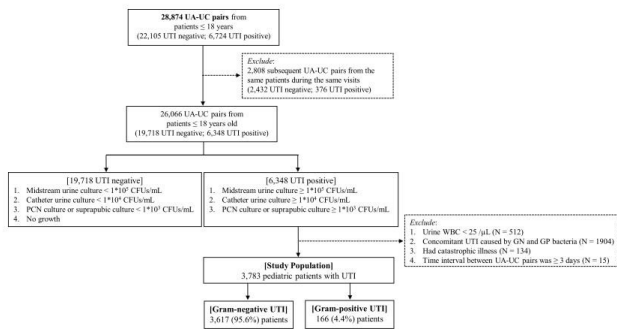 28,874 UA-UC pairs from
patients ≤ 18 years
(22,105 UTI negative; 6,724 UTI positive)
Exclude:
2,808 subsequent UA-UC pairs from the
same patients during the same visits
(2,432 UTI negative; 376 UTI positive)
26,066 UA-UC pairs from
patients ≤ 18 years old
(19,718 UTI negative; 6,348 UTI positive)
[19,718 UTI negative]
1. Midstream urine culture < 1*10⁵ CFUs/mL
2. Catheter urine culture < 1*10⁴ CFUs/mL
3. PCN culture or suprapubic culture < 1*10³ CFUs/mL
4. No growth
[6,348 UTI positive]
1. Midstream urine culture ≥ 1*10⁵ CFUs/mL
2. Catheter urine culture ≥ 1*10⁴ CFUs/mL
3. PCN culture or suprapubic culture ≥ 1*10³ CFUs/mL
Exclude:
1. Urine WBC < 25 /μL (N = 512)
2. Concomitant UTI caused by GN and GP bacteria (N = 1904)
3. Had catastrophic illness (N = 134)
4. Time interval between UA-UC pairs was ≥ 3 days (N = 15)
[Study Population]
3,783 pediatric patients with UTI
[Gram-negative UTI]
3,617 (95.6%) patients
[Gram-positive UTI]
166 (4.4%) patients